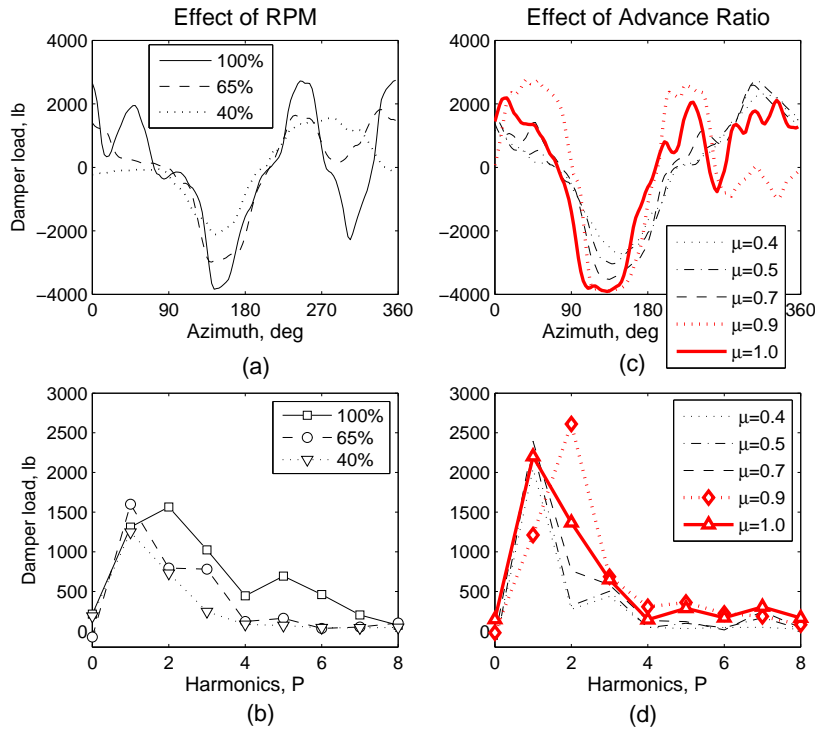 Effect of RPM
4000
2000
0
−2000
−4000
Damper load, lb
100%
65%
40%
0
90
180
270
360
Azimuth, deg
(a)
Effect of Advance Ratio
4000
2000
0
−2000
−4000
0
90
180
360
Azimuth, deg
μ=0.4
μ=0.5
μ=0.7
μ=0.9
μ=1.0
(c)
3000
2500
2000
1500
1000
500
0
Damper load, lb
100%
65%
40%
0
2
4
6
8
Harmonics, P
(b)
3000
2500
2000
1500
1000
500
0
μ=0.4
μ=0.5
μ=0.7
μ=0.9
μ=1.0
0
2
4
6
8
Harmonics, P
(d)